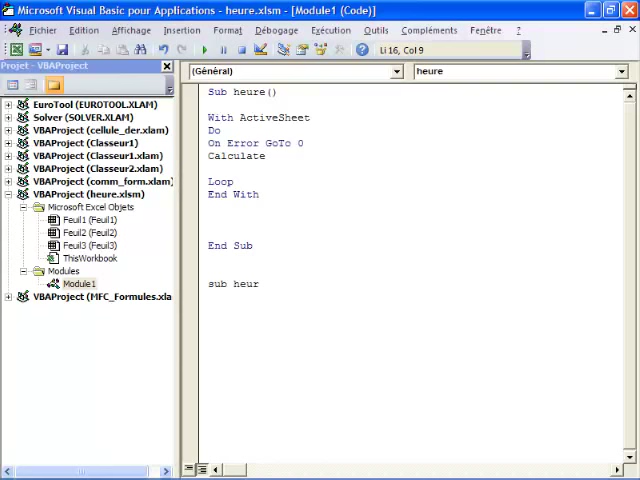 Microsoft Visual Basic pour Applications - heure.xlsm - [Module1 (Code)]
Fichier Edition Affichage Insertion Format Débogage Exécution Outils Compléments Fenêtre ?
Li 16, Col 9
Projet - VBAProject
(Général) heure
EuroTool (EUROTOOL.XLAM)
Solver (SOLVER.XLAM)
VBAProject (cellule_der.xlam)
VBAProject (Classeur1)
VBAProject (Classeur1.xlam)
VBAProject (Classeur2.xlam)
VBAProject (comm_form.xlam)
VBAProject (heure.xlsm)
Microsoft Excel Objets
Feuil1 (Feuil1)
Feuil2 (Feuil2)
Feuil3 (Feuil3)
ThisWorkbook
Modules
Module1
VBAProject (MFC_Formules.xla
Sub heure()
With ActiveSheet
Do
On Error GoTo 0
Calculate
Loop
End With
End Sub
sub heur